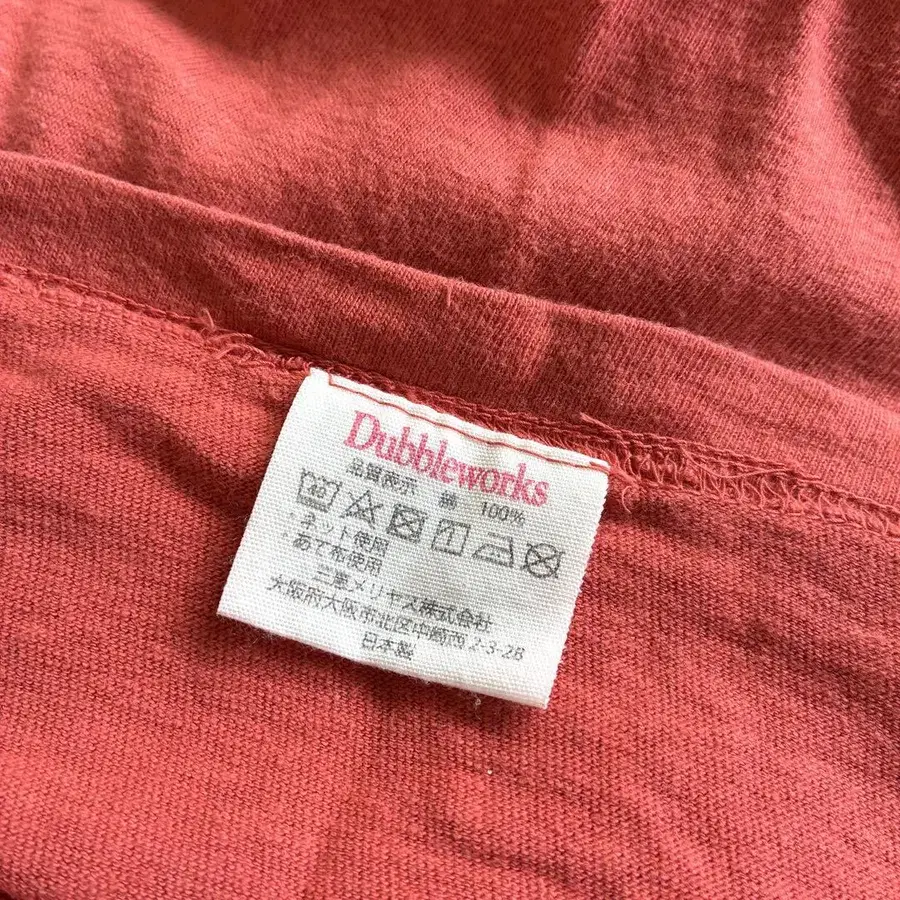 Dubbleworks
品質表示 綿 100%
・ネット使用
・あて布使用
三重メリヤス株式会社
大阪府大阪市北区中崎西2-3-28
日本製